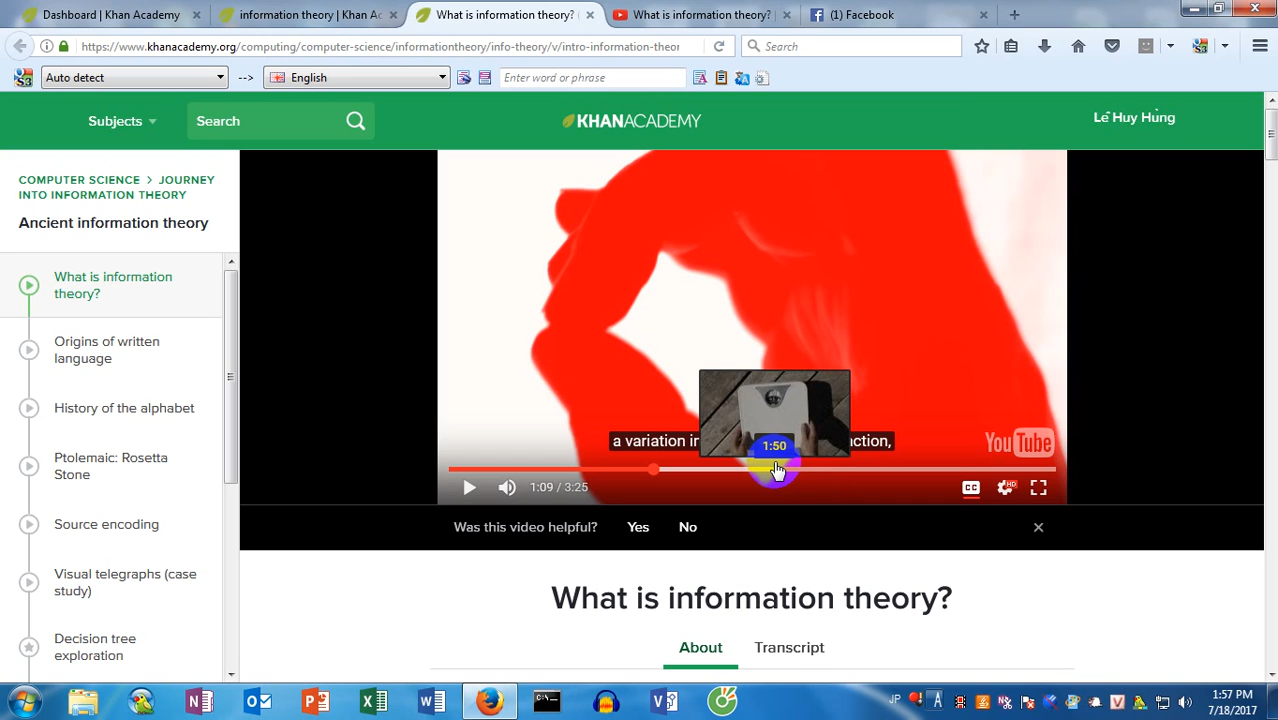 Dashboard | Khan Academy
information theory | Khan Ac
What is information theory? (
What is information theory?
(1) Facebook
https://www.khanacademy.org/computing/computer-science/informationtheory/info-theory/v/intro-information-theor
Search
Auto detect
-->
English
Enter word or phrase
Subjects
Search
KHANACADEMY
COMPUTER SCIENCE > JOURNEY
INTO INFORMATION THEORY
Ancient information theory
What is information
theory?
Origins of written
language
History of the alphabet
Ptolemaic: Rosetta
Stone
Source encoding
Visual telegraphs (case
study)
Decision tree
exploration
1:50
a variation in
ction,
YouTube
1:09 / 3:25
CC
HD
Was this video helpful?
Yes
No
What is information theory?
About
Transcript
JP
A
1:57 PM
7/18/2017